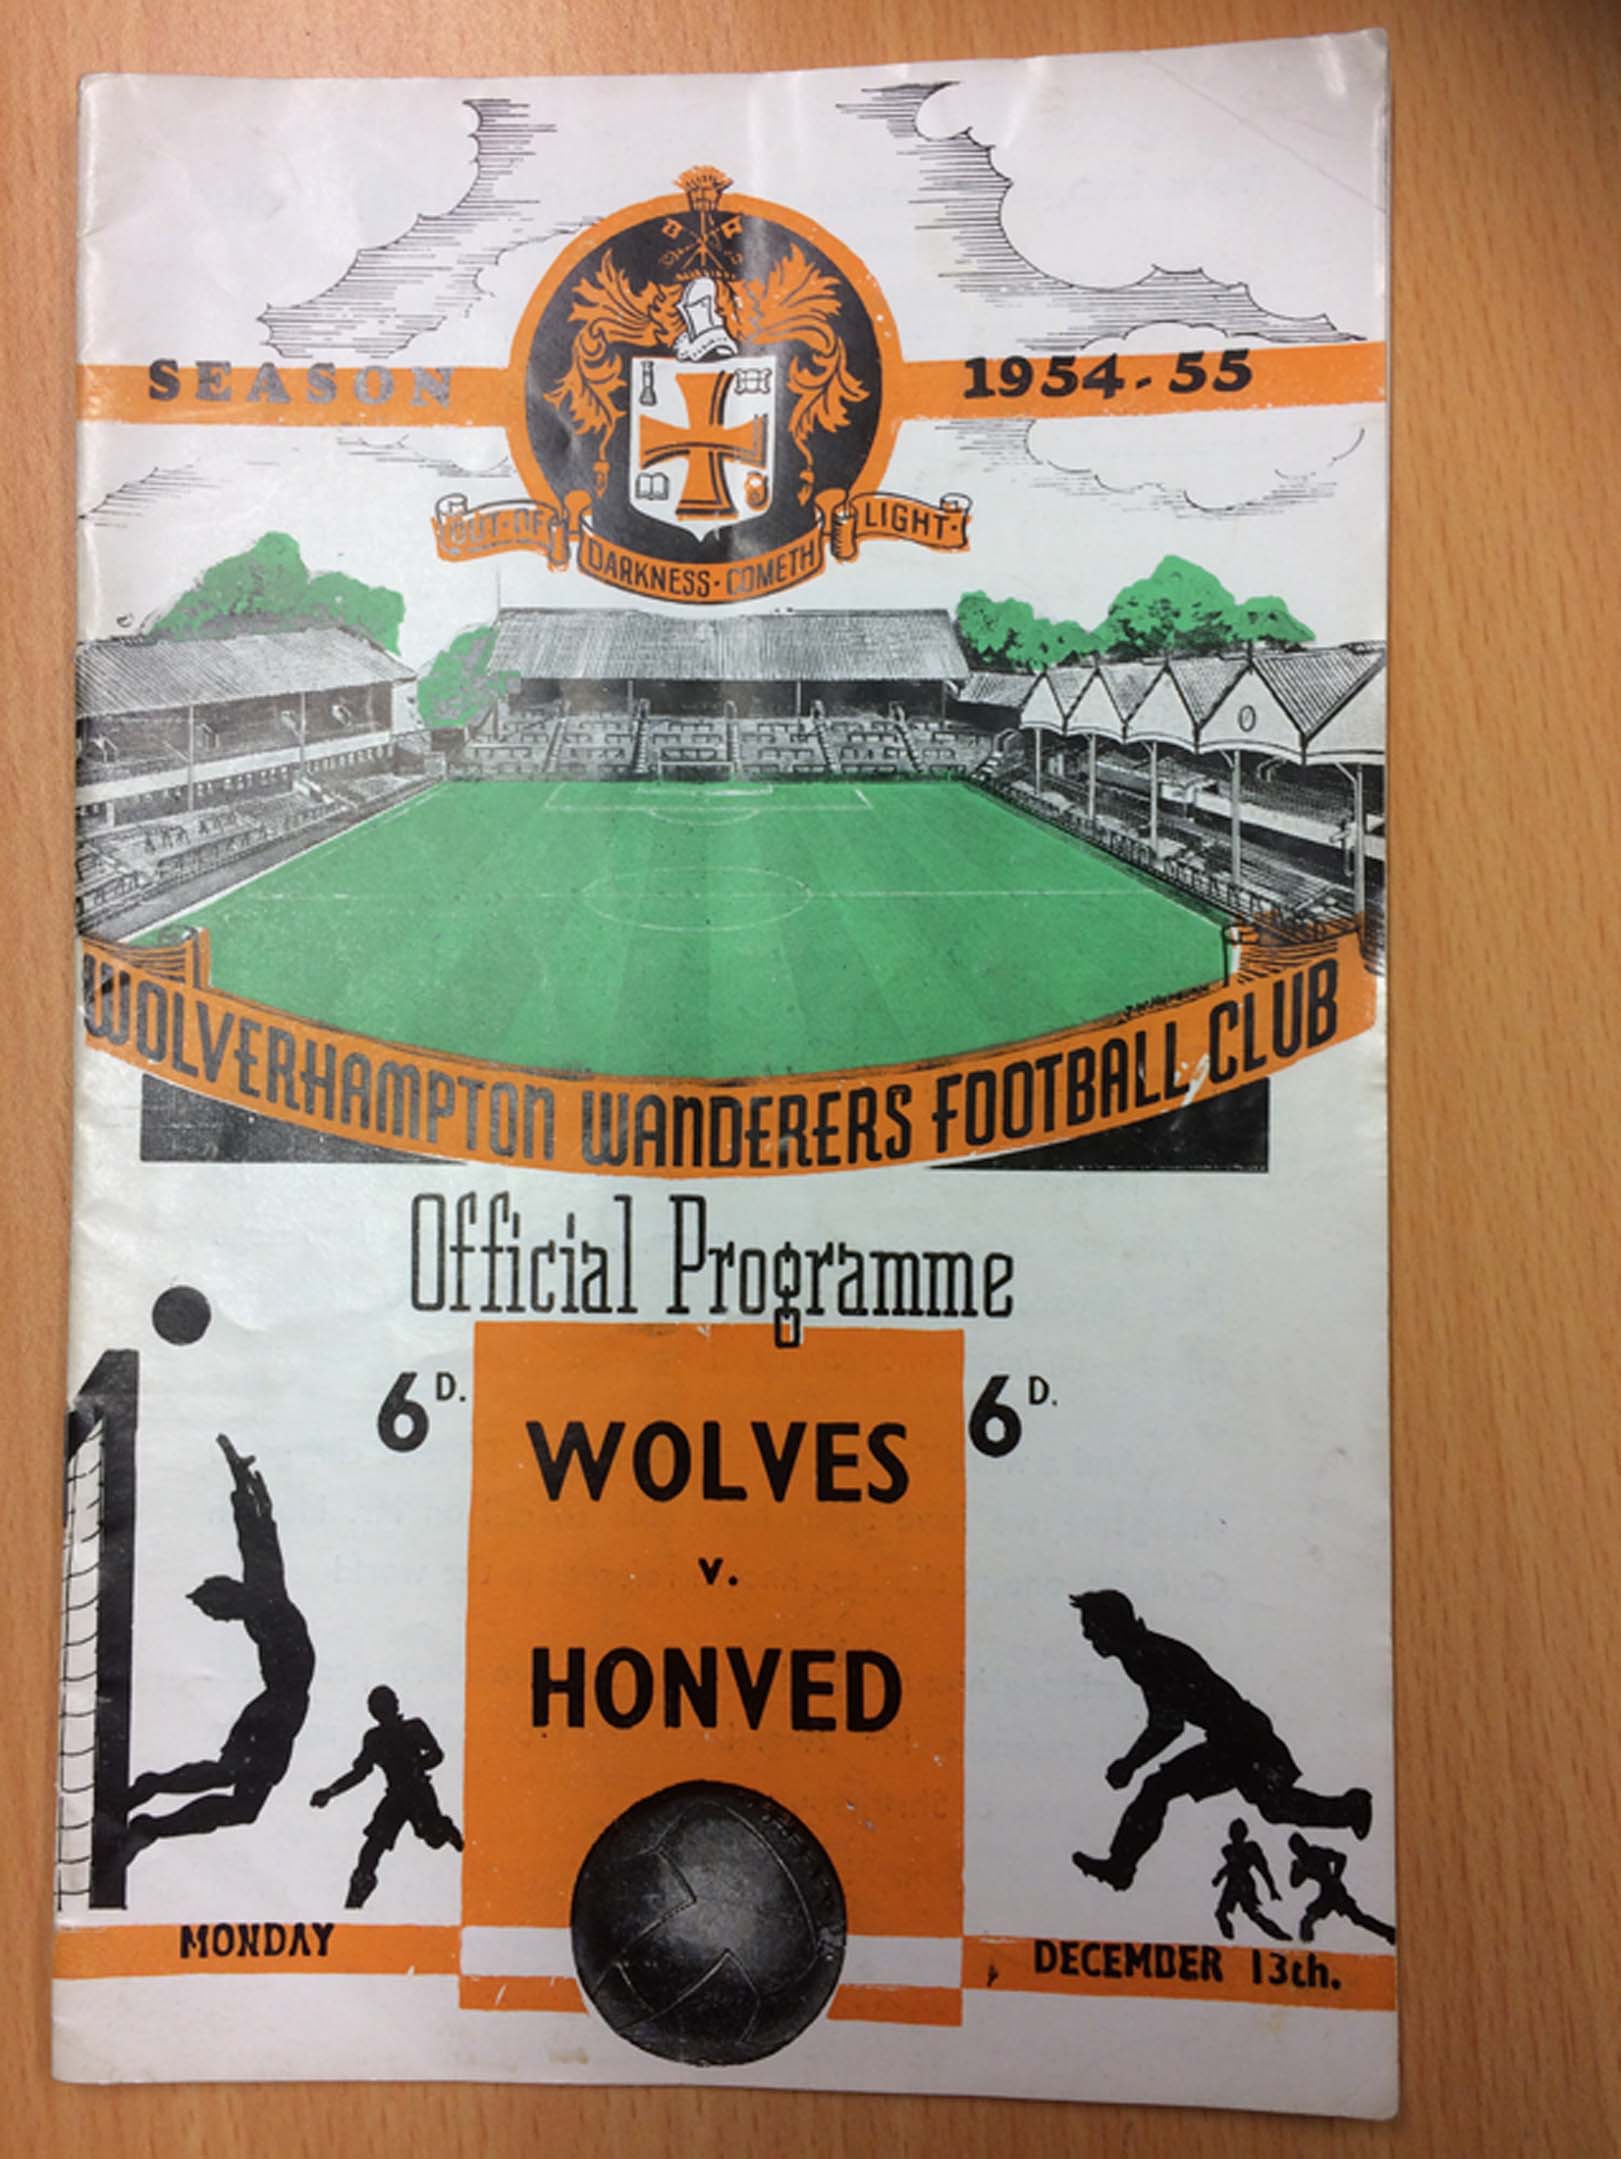 SEASON 1954-55
OUT·OF DARKNESS·COMETH LIGHT·
WOLVERHAMPTON WANDERERS FOOTBALL CLUB
Official Programme
6D. 6D.
WOLVES
v.
HONVED
MONDAY DECEMBER 13th.